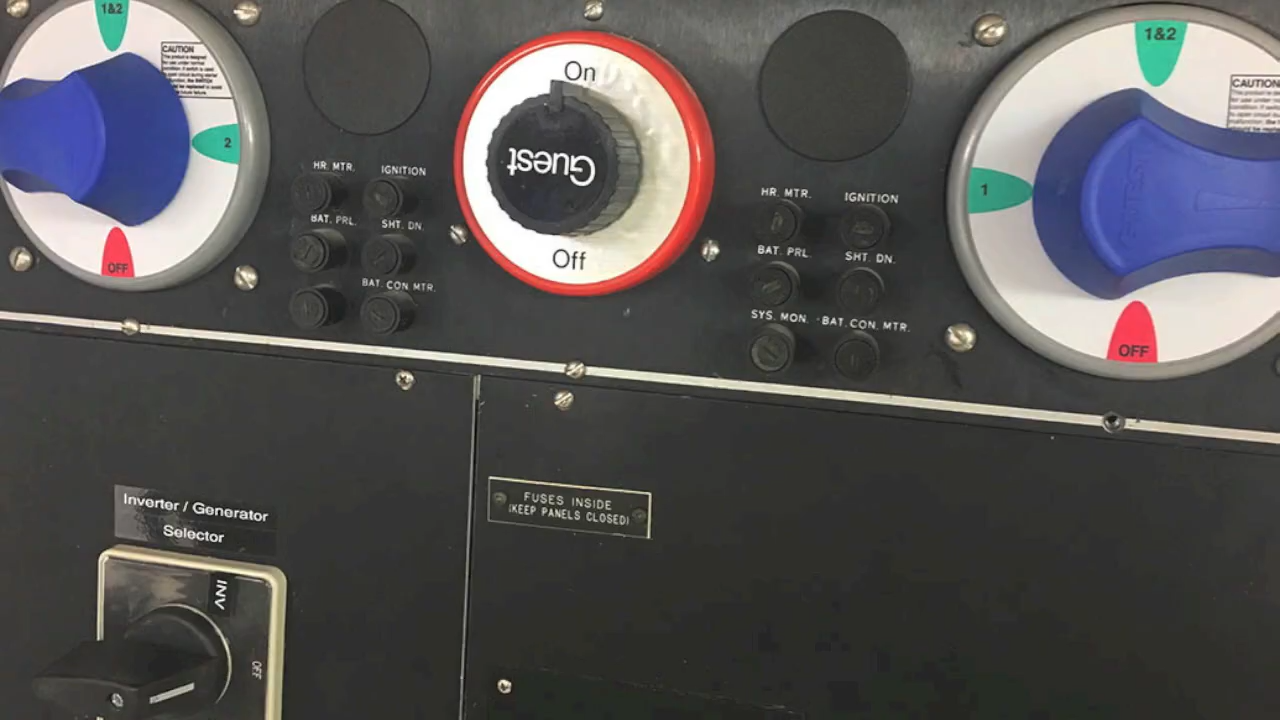 1&2
CAUTION
2
OFF
HR. MTR.
IGNITION
BAT. PRL.
SHT. DN.
BAT. CON MTR.
On
Guest
Off
HR. MTR.
IGNITION
BAT. PRL.
SHT. DN.
SYS. MON.
BAT. CON. MTR.
1&2
CAUTION
1
OFF
FUSES INSIDE
(KEEP PANELS CLOSED)
Inverter / Generator
Selector
INV
OFF